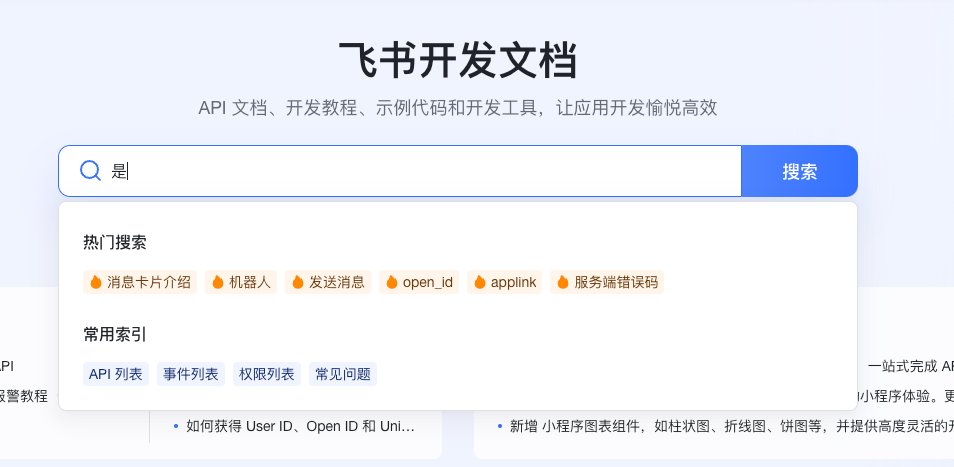 飞书开发文档
API 文档、开发教程、示例代码和开发工具，让应用开发愉悦高效
是
搜索
热门搜索
消息卡片介绍 机器人 发送消息 open_id applink 服务端错误码
常用索引
API 列表 事件列表 权限列表 常见问题
PI
报警教程
一站式完成 AP
小程序体验。更
如何获得 User ID、Open ID 和 Uni...
新增 小程序图表组件，如柱状图、折线图、饼图等，并提供高度灵活的开